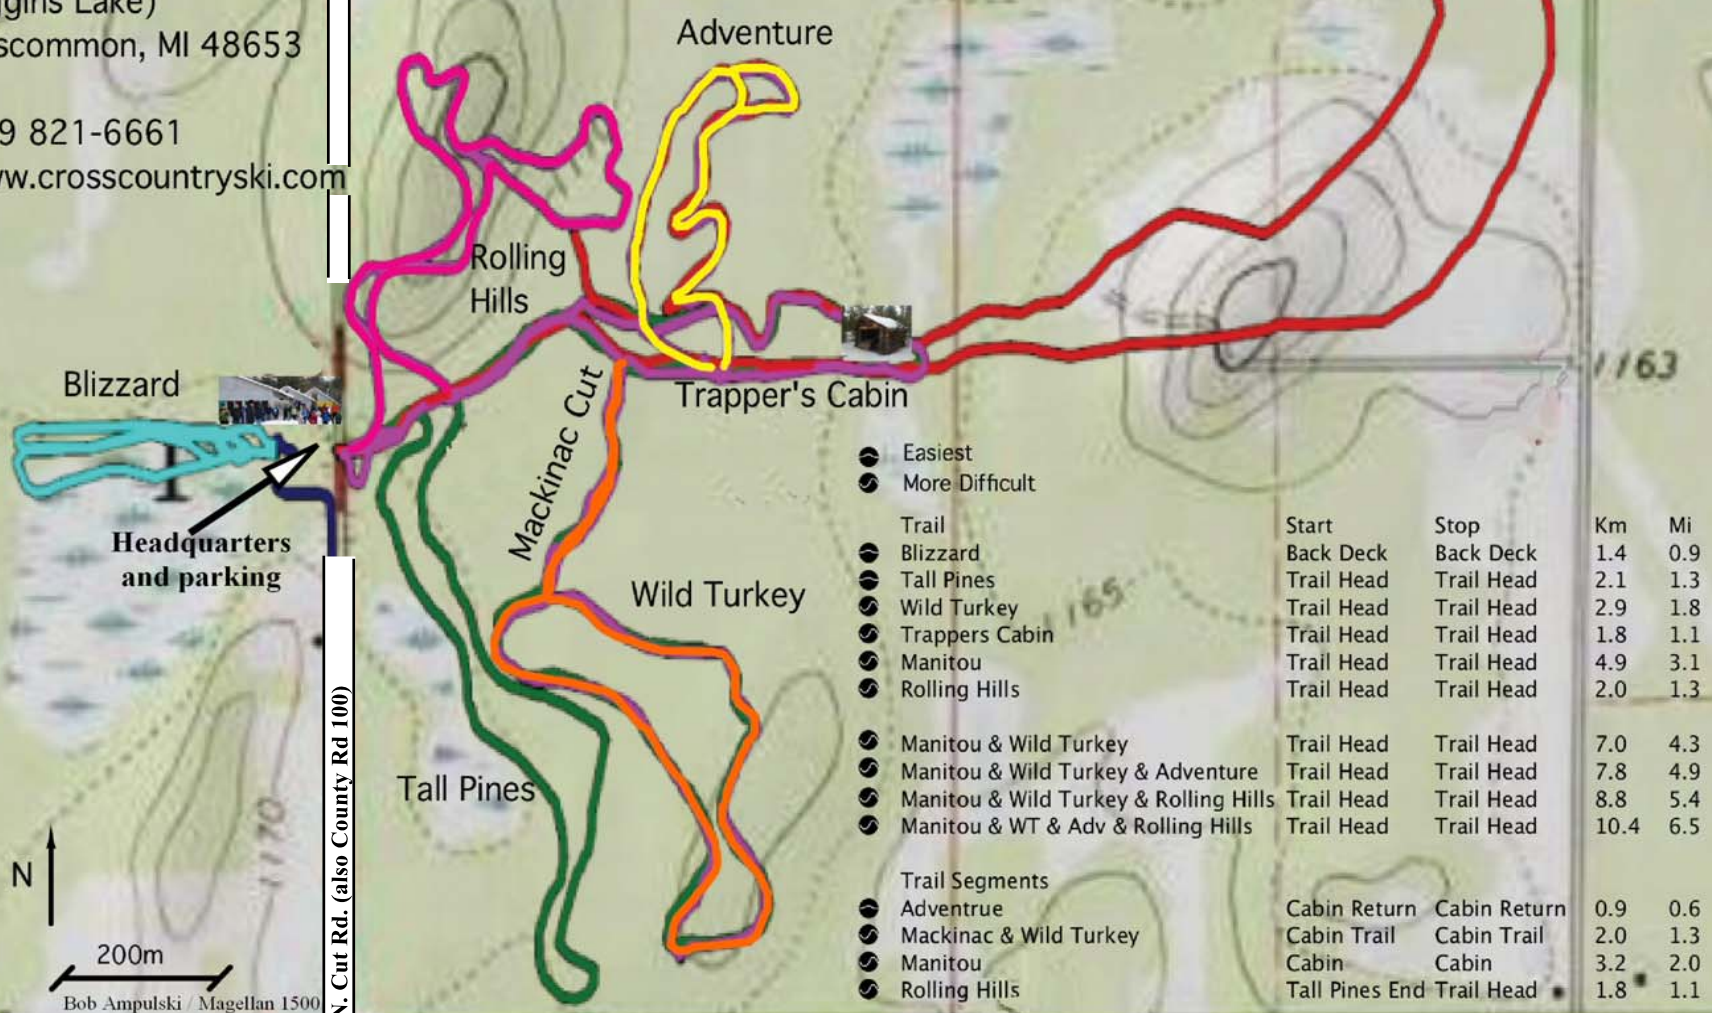 ggins Lake)
scommon, MI 48653
9 821-6661
w.crosscountryski.com
Adventure
Rolling
Hills
Blizzard
Headquarters
and parking
Mackinac Cut
Trapper's Cabin
Wild Turkey
Tall Pines
1163
1165
1170
N. Cut Rd. (also County Rd 100)
N
200m
Bob Ampulski / Magellan 1500
Easiest
More Difficult
Trail Start Stop Km Mi
Blizzard Back Deck Back Deck 1.4 0.9
Tall Pines Trail Head Trail Head 2.1 1.3
Wild Turkey Trail Head Trail Head 2.9 1.8
Trappers Cabin Trail Head Trail Head 1.8 1.1
Manitou Trail Head Trail Head 4.9 3.1
Rolling Hills Trail Head Trail Head 2.0 1.3
Manitou & Wild Turkey Trail Head Trail Head 7.0 4.3
Manitou & Wild Turkey & Adventure Trail Head Trail Head 7.8 4.9
Manitou & Wild Turkey & Rolling Hills Trail Head Trail Head 8.8 5.4
Manitou & WT & Adv & Rolling Hills Trail Head Trail Head 10.4 6.5
Trail Segments
Adventrue Cabin Return Cabin Return 0.9 0.6
Mackinac & Wild Turkey Cabin Trail Cabin Trail 2.0 1.3
Manitou Cabin Cabin 3.2 2.0
Rolling Hills Tall Pines End Trail Head 1.8 1.1